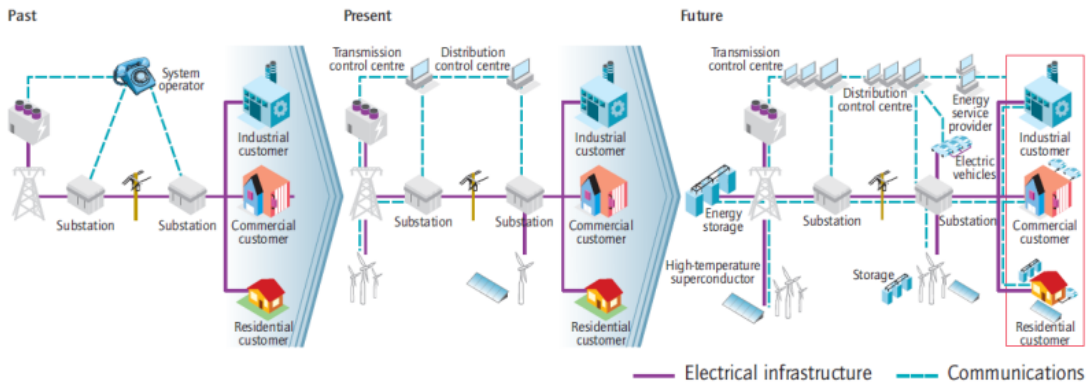 Past
System
operator
Substation
Substation
Industrial
customer
Commercial
customer
Residential
customer
Present
Transmission
control centre
Distribution
control centre
Substation
Substation
Industrial
customer
Commercial
customer
Residential
customer
Future
Transmission
control centre
Distribution
control centre
Energy
service
provider
Electric
vehicles
Energy
storage
Substation
Substation
High-temperature
superconductor
Storage
Industrial
customer
Commercial
customer
Residential
customer
Electrical infrastructure
Communications